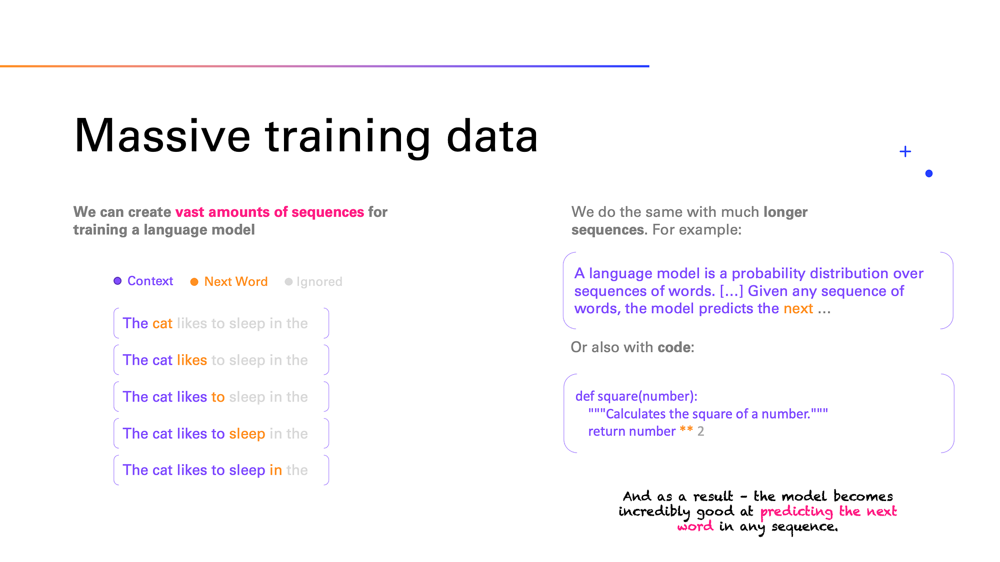 Massive training data
We can create vast amounts of sequences for
training a language model
Context Next Word Ignored
The cat likes to sleep in the
The cat likes to sleep in the
The cat likes to sleep in the
The cat likes to sleep in the
The cat likes to sleep in the
We do the same with much longer
sequences. For example:
A language model is a probability distribution over
sequences of words. [...] Given any sequence of
words, the model predicts the next ...
Or also with code:
def square(number):
    """Calculates the square of a number."""
    return number ** 2
And as a result – the model becomes
incredibly good at predicting the next
word in any sequence.